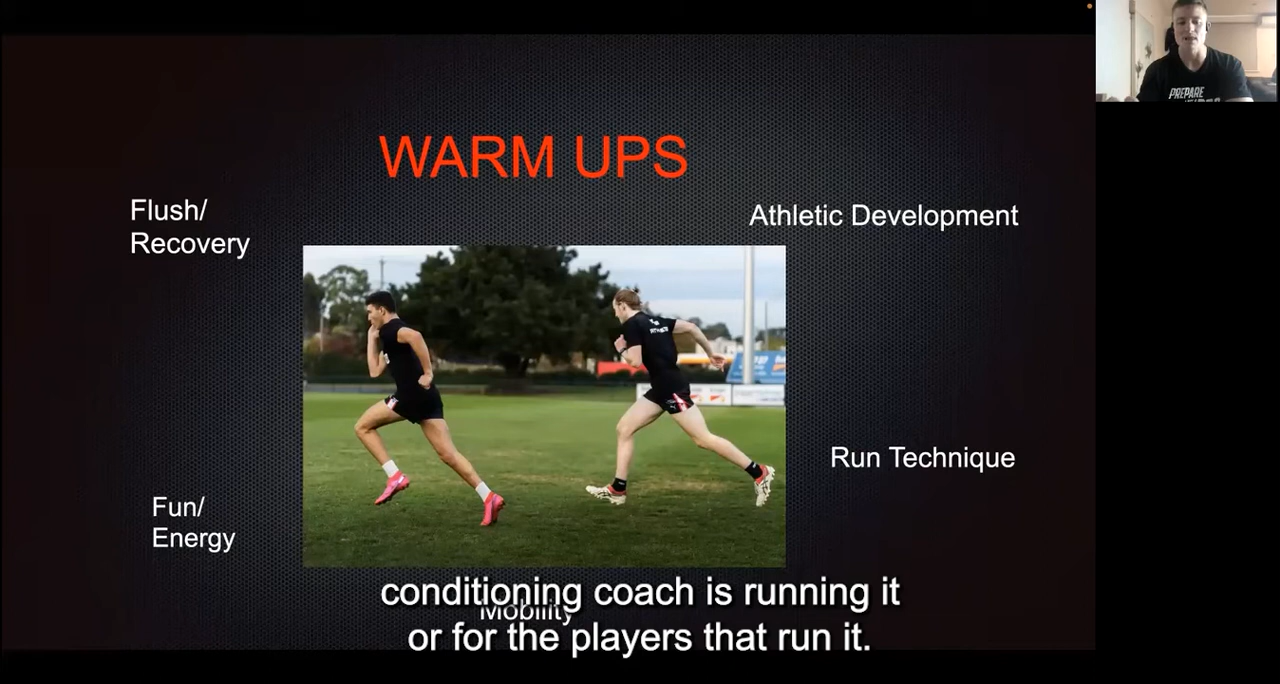 WARM UPS
Flush/
Recovery
Athletic Development
Run Technique
Fun/
Energy
Mobility
conditioning coach is running it
or for the players that run it.
PREPARE